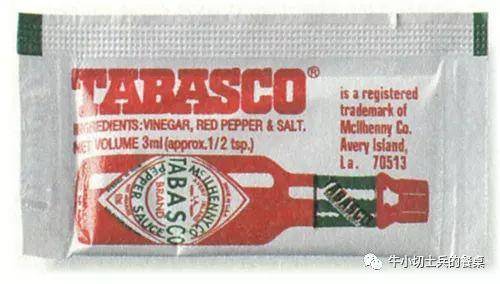 TABASCO®
INGREDIENTS: VINEGAR, RED PEPPER & SALT.
NET VOLUME 3ml (approx. 1/2 tsp.)
is a registered
trademark of
McIlhenny Co.
Avery Island,
La. 70513
McILHENNY CO.
TABASCO
BRAND
PEPPER SAUCE
TABASCO
牛小切士兵的餐桌